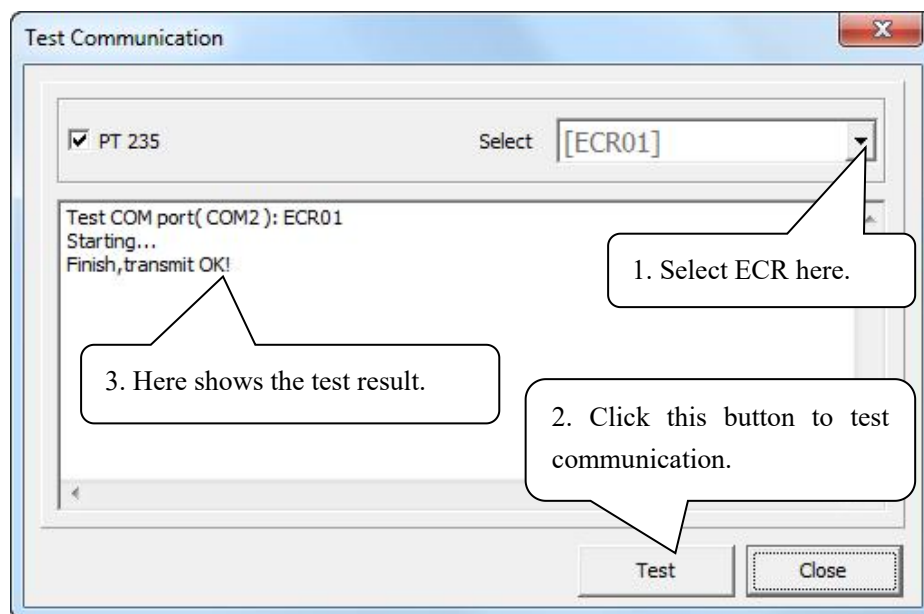 Test Communication
PT 235
Select [ECR01]
Test COM port( COM2 ): ECR01
Starting...
Finish,transmit OK!
1. Select ECR here.
3. Here shows the test result.
2. Click this button to test
communication.
Test
Close